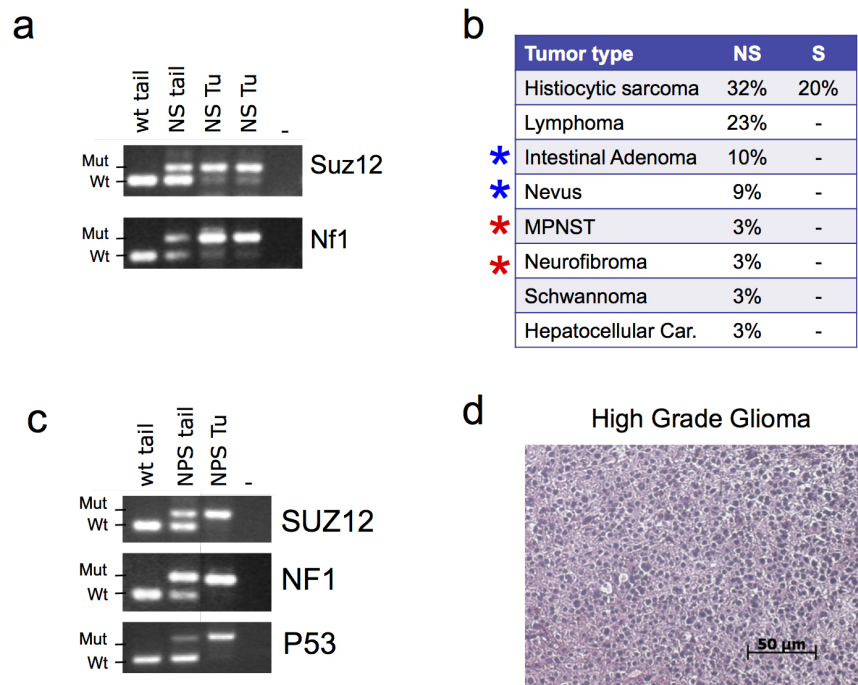 a
wt tail
NS tail
NS Tu
NS Tu
-
Mut
Wt
Suz12
Mut
Wt
Nf1
b
Tumor type NS S
Histiocytic sarcoma 32% 20%
Lymphoma 23% -
* Intestinal Adenoma 10% -
* Nevus 9% -
* MPNST 3% -
* Neurofibroma 3% -
Schwannoma 3% -
Hepatocellular Car. 3% -
c
wt tail
NPS tail
NPS Tu
-
Mut
Wt
SUZ12
Mut
Wt
NF1
Mut
Wt
P53
d
High Grade Glioma
50 µm